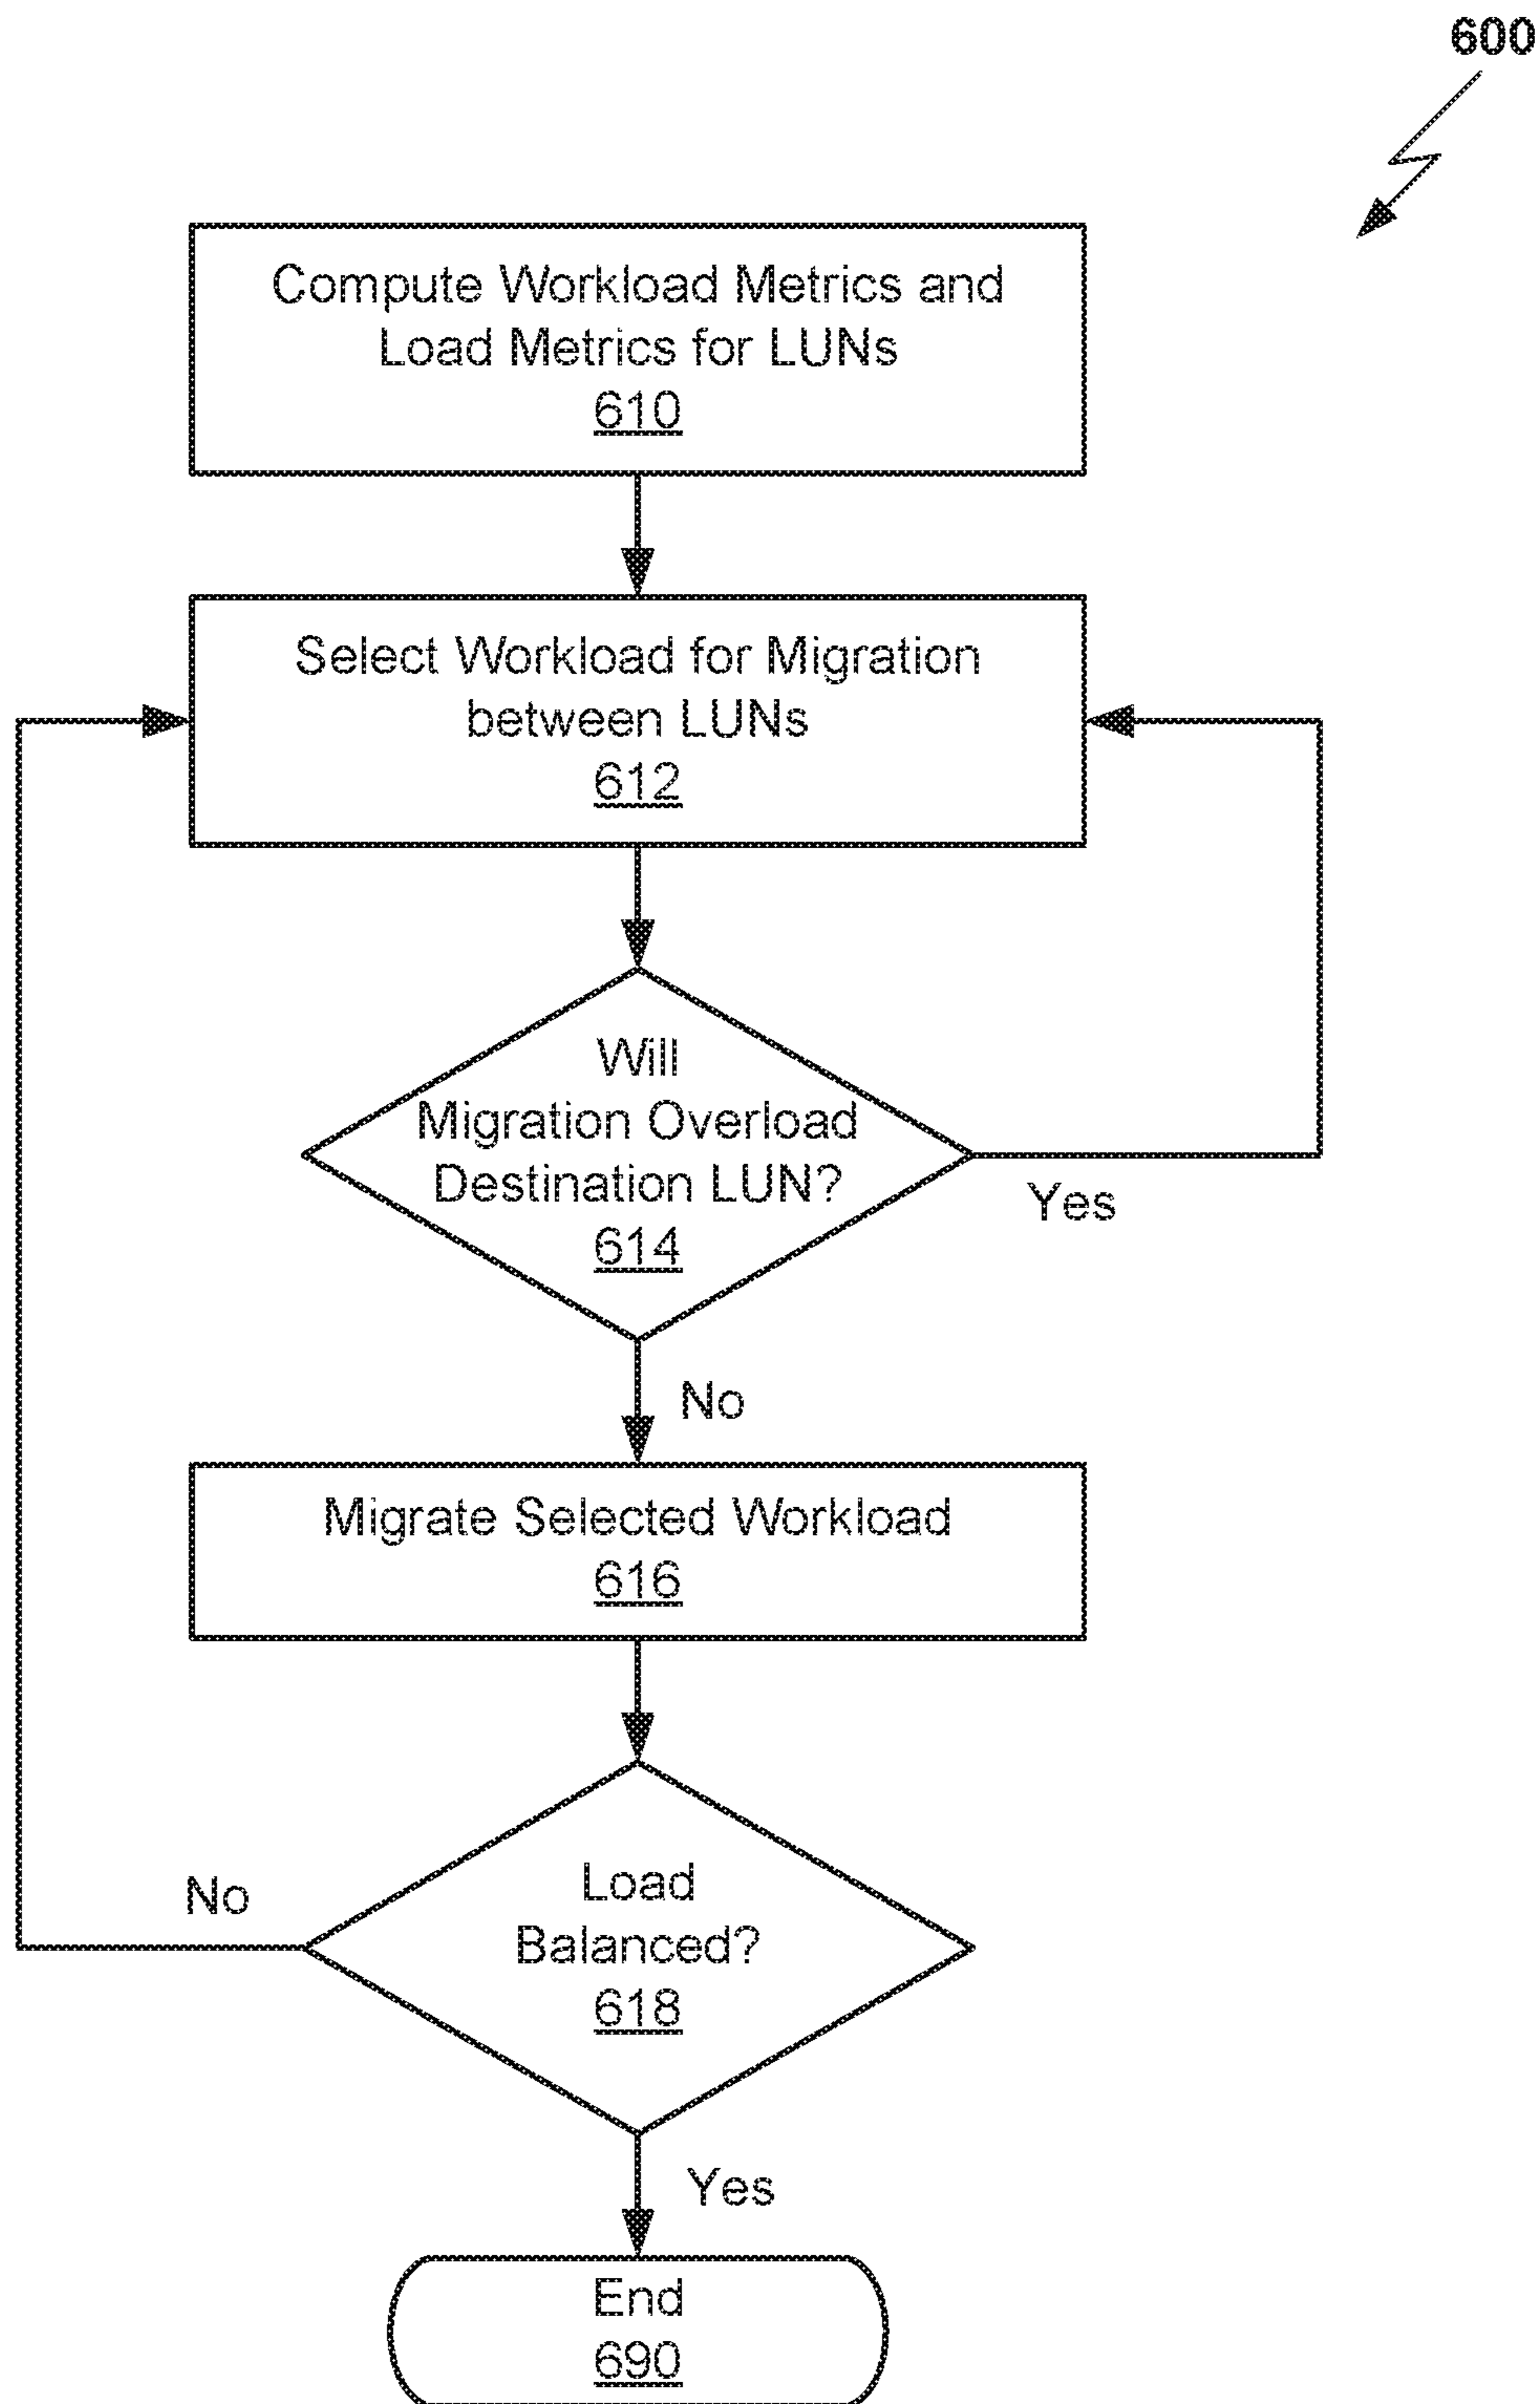 600
Compute Workload Metrics and
Load Metrics for LUNs
610
Select Workload for Migration
between LUNs
612
Will
Migration Overload
Destination LUN?
614
Yes
No
Migrate Selected Workload
616
No
Load
Balanced?
618
Yes
End
690